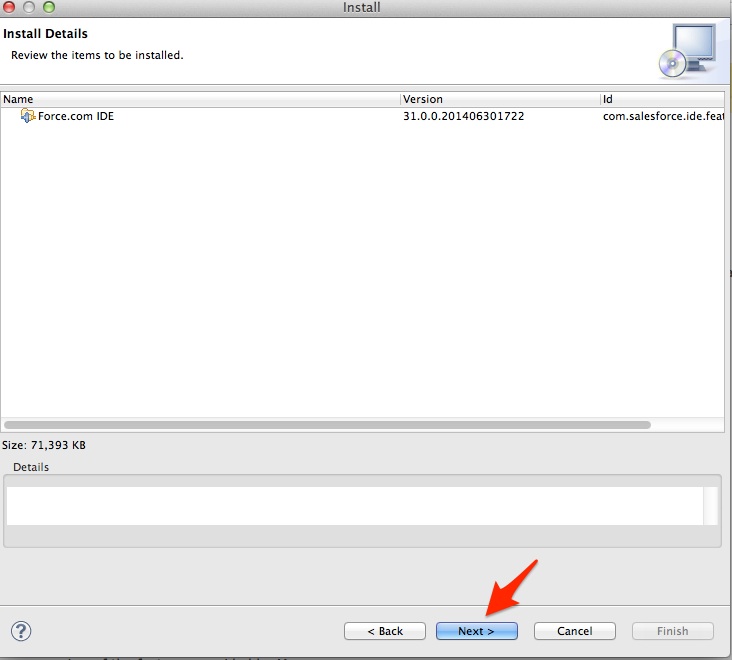 Install
Install Details
Review the items to be installed.
Name Version Id
Force.com IDE 31.0.0.201406301722 com.salesforce.ide.feat
Size: 71,393 KB
Details
? < Back Next > Cancel Finish